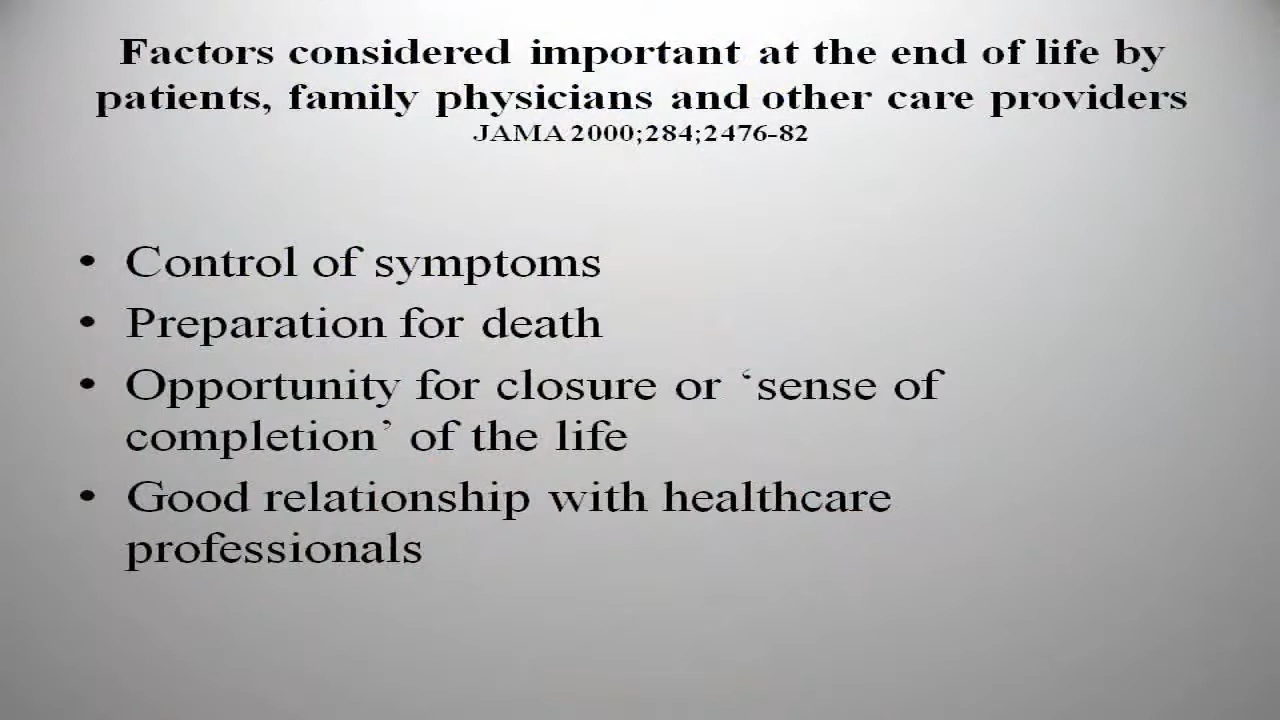 Factors considered important at the end of life by
patients, family physicians and other care providers
JAMA 2000;284;2476-82
• Control of symptoms
• Preparation for death
• Opportunity for closure or ‘sense of
completion’ of the life
• Good relationship with healthcare
professionals